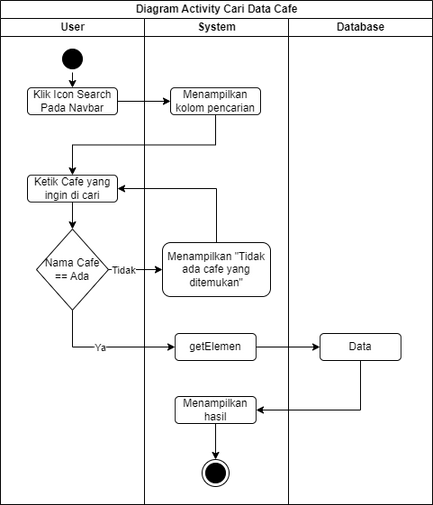 Diagram Activity Cari Data Cafe
User
System
Database
Klik Icon Search
Pada Navbar
Menampilkan
kolom pencarian
Ketik Cafe yang
ingin di cari
Nama Cafe
== Ada
Tidak
Menampilkan "Tidak
ada cafe yang
ditemukan"
Ya
getElemen
Data
Menampilkan
hasil